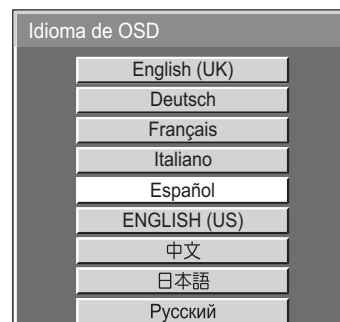 Idioma de OSD
English (UK)
Deutsch
Français
Italiano
Español
ENGLISH (US)
中文
日本語
Русский